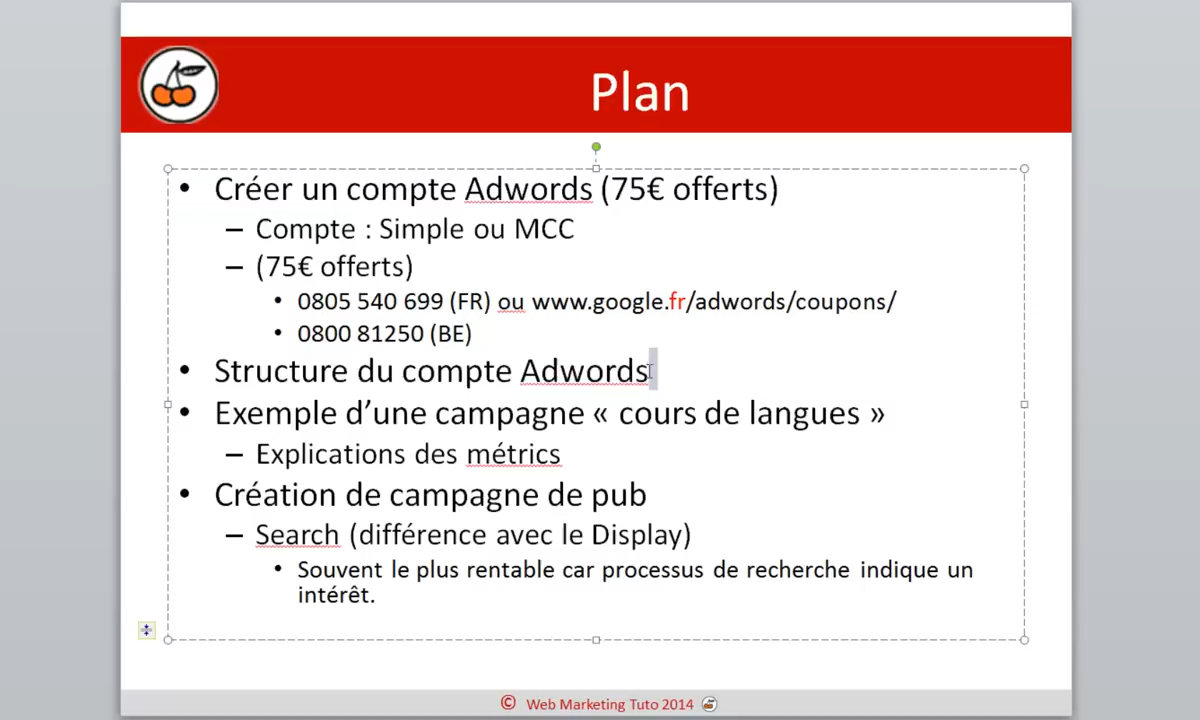 Plan
• Créer un compte Adwords (75€ offerts)
– Compte : Simple ou MCC
– (75€ offerts)
• 0805 540 699 (FR) ou www.google.fr/adwords/coupons/
• 0800 81250 (BE)
• Structure du compte Adwords
• Exemple d’une campagne « cours de langues »
– Explications des métrics
• Création de campagne de pub
– Search (différence avec le Display)
• Souvent le plus rentable car processus de recherche indique un
intérêt.
© Web Marketing Tuto 2014